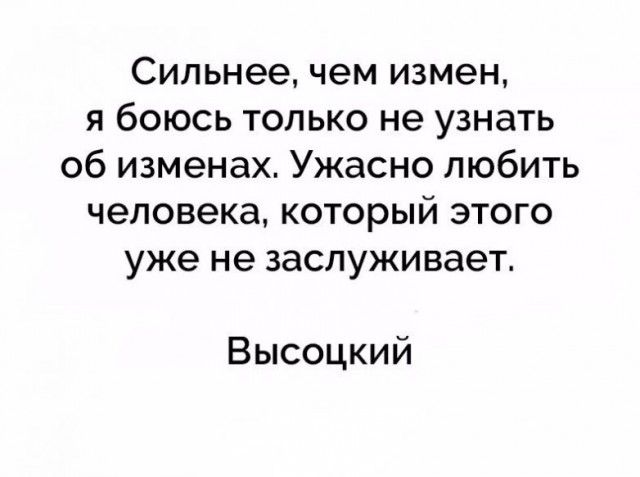 Сильнее, чем измен,
я боюсь только не узнать
об изменах. Ужасно любить
человека, который этого
уже не заслуживает.
Высоцкий